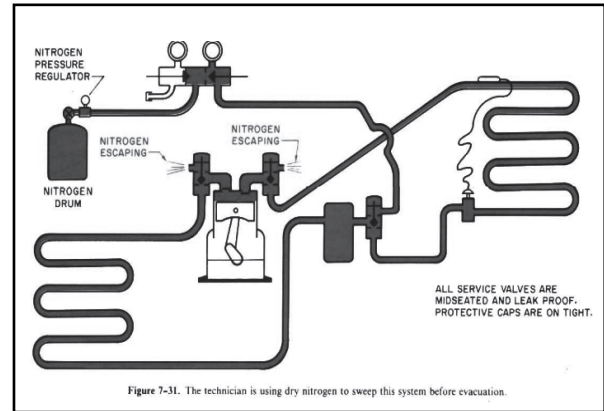 NITROGEN
PRESSURE
REGULATOR
NITROGEN
ESCAPING
NITROGEN
ESCAPING
NITROGEN
DRUM
ALL SERVICE VALVES ARE
MIDSEATED AND LEAK PROOF.
PROTECTIVE CAPS ARE ON TIGHT.
Figure 7-31. The technician is using dry nitrogen to sweep this system before evacuation.